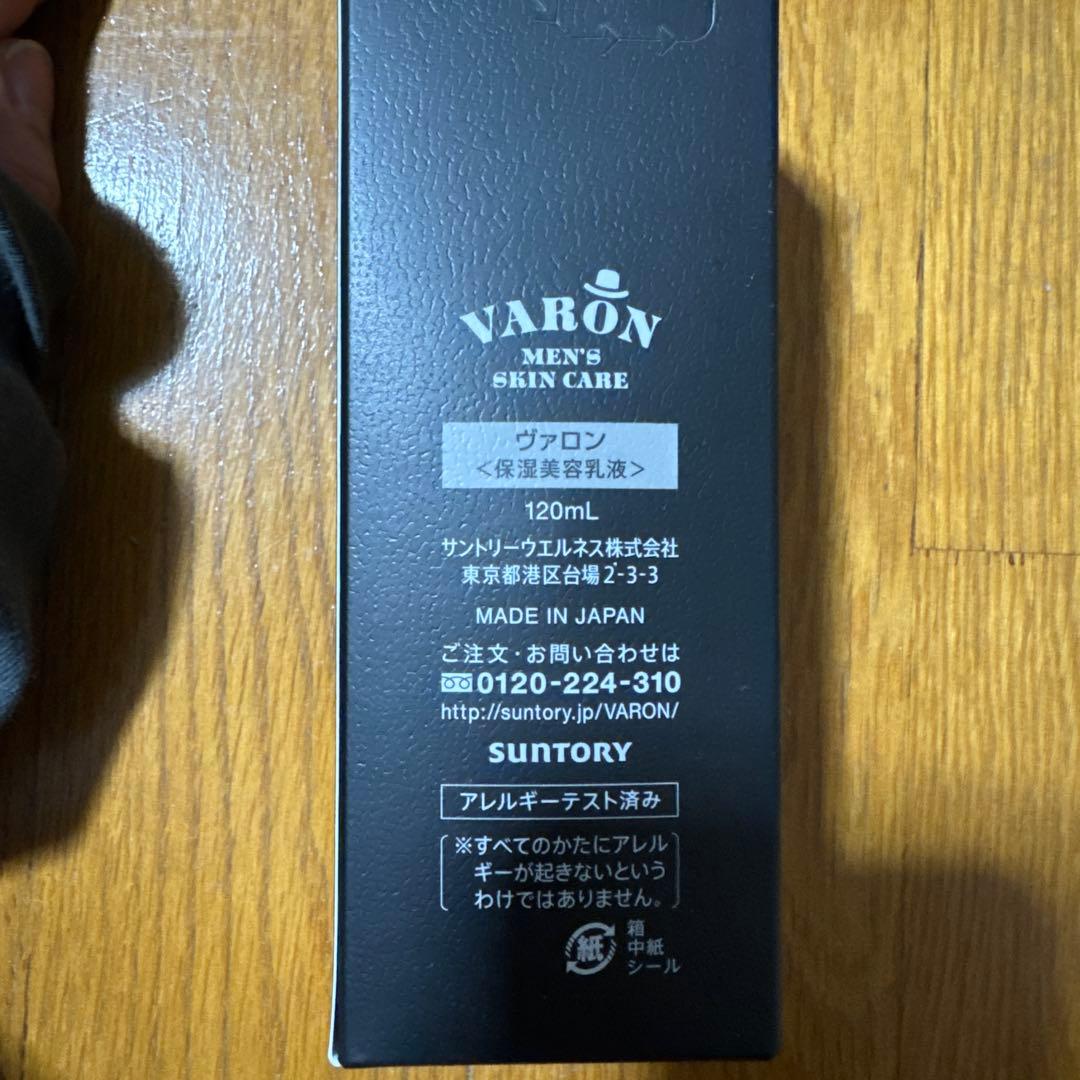 VARON
MEN'S
SKIN CARE
ヴァロン
<保湿美容乳液>
120mL
サントリーウエルネス株式会社
東京都港区台場2-3-3
MADE IN JAPAN
ご注文・お問い合わせは
0120-224-310
http://suntory.jp/VARON/
SUNTORY
アレルギーテスト済み
※すべてのかたにアレル
ギーが起きないという
わけではありません。
紙
箱
中紙
シール